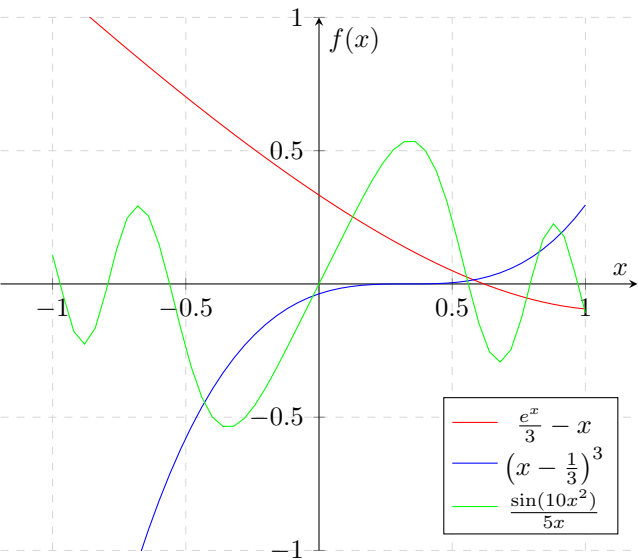 1
f(x)
0.5
x
−1
−0.5
0.5
1
−0.5
−1
e^x/3 − x
(x − 1/3)^3
sin(10x^2)/5x